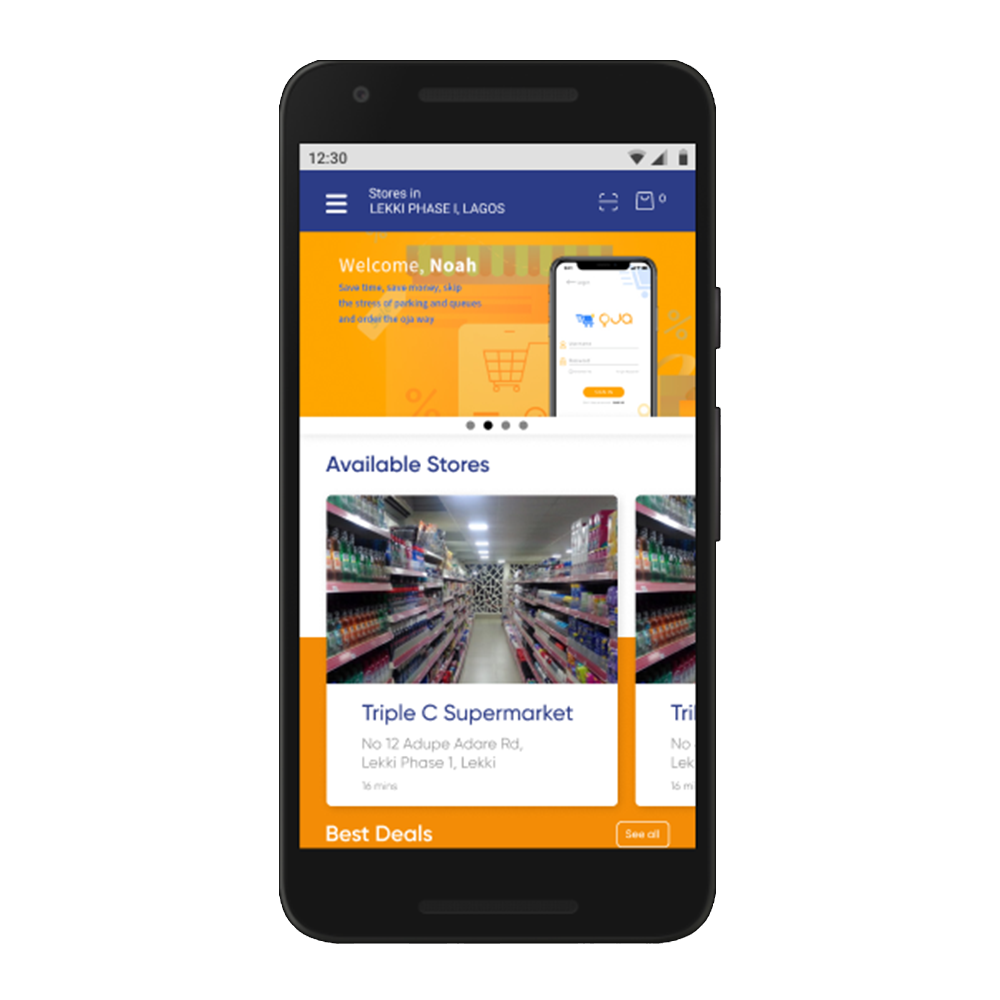 12:30
Stores in
LEKKI PHASE I, LAGOS
0
Welcome, Noah
Save time, save money, skip
the stress of parking and queues
and order the oja way
OJA
SIGN IN
Available Stores
Triple C Supermarket
No 12 Adupe Adare Rd,
Lekki Phase 1, Lekki
16 mins
Tri
No
Lek
16 m
Best Deals
See all